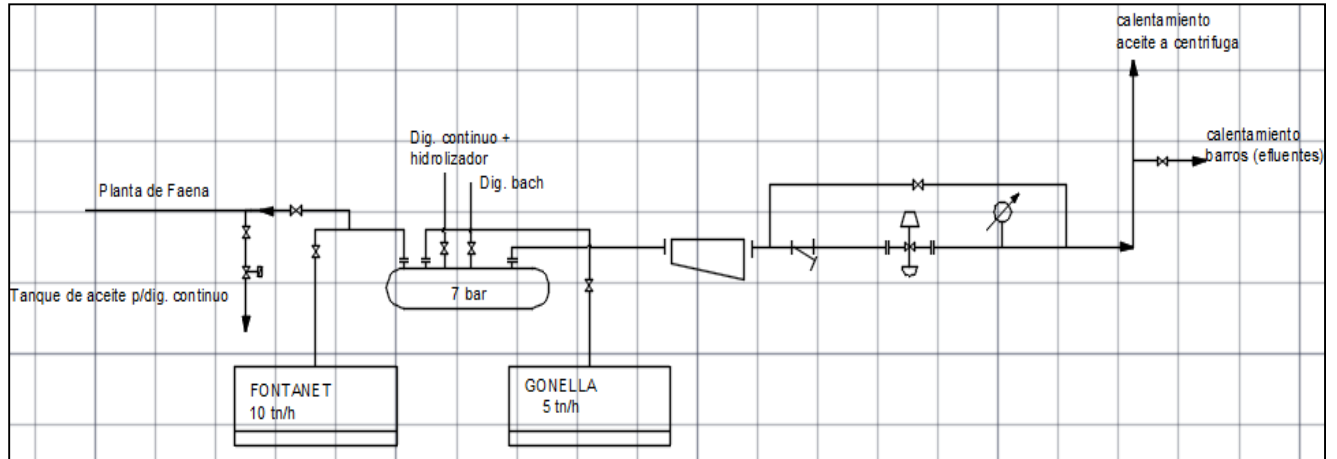 calentamiento
aceite a centrifuga
Dig. continuo +
hidrolizador
calentamiento
barros (efluentes)
Planta de Faena
Dig. bach
Tanque de aceite p/dig. continuo
7 bar
FONTANET
10 tn/h
GONELLA
5 tn/h